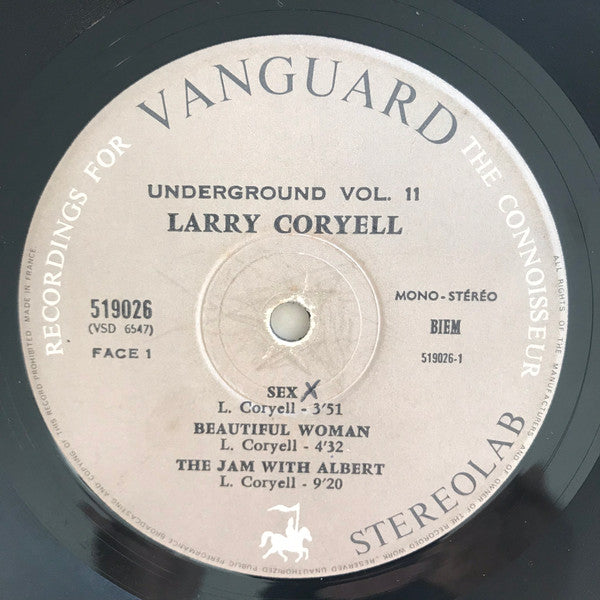 VANGUARD
RECORDINGS FOR THE CONNOISSEUR
UNDERGROUND VOL. 11
LARRY CORYELL
519026
(VSD 6547)
FACE 1
MONO-STÉRÉO
BIEM
519026-1
SEX X
L. Coryell - 3'51
BEAUTIFUL WOMAN
L. Coryell - 4'32
THE JAM WITH ALBERT
L. Coryell - 9'20
STEREOLAB
MADE IN FRANCE
ALL RIGHTS OF THE MANUFACTURERS AND OF OWNER OF THE RECORDED WORK RESERVED UNAUTHORIZED PUBLIC PERFORMANCE BROADCASTING AND COPYING OF THIS RECORD PROHIBITED